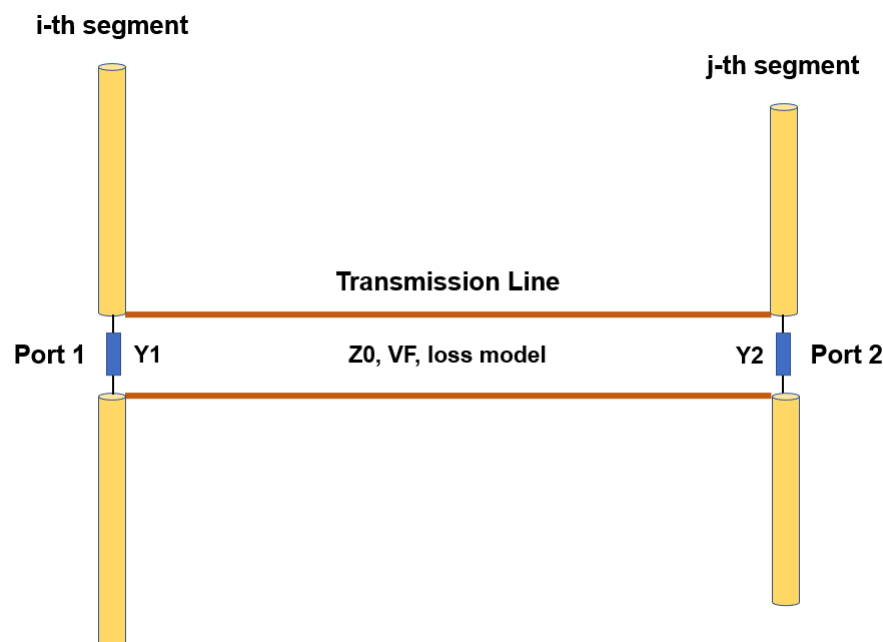 i-th segment
j-th segment
Transmission Line
Port 1
Y1
Z0, VF, loss model
Y2
Port 2